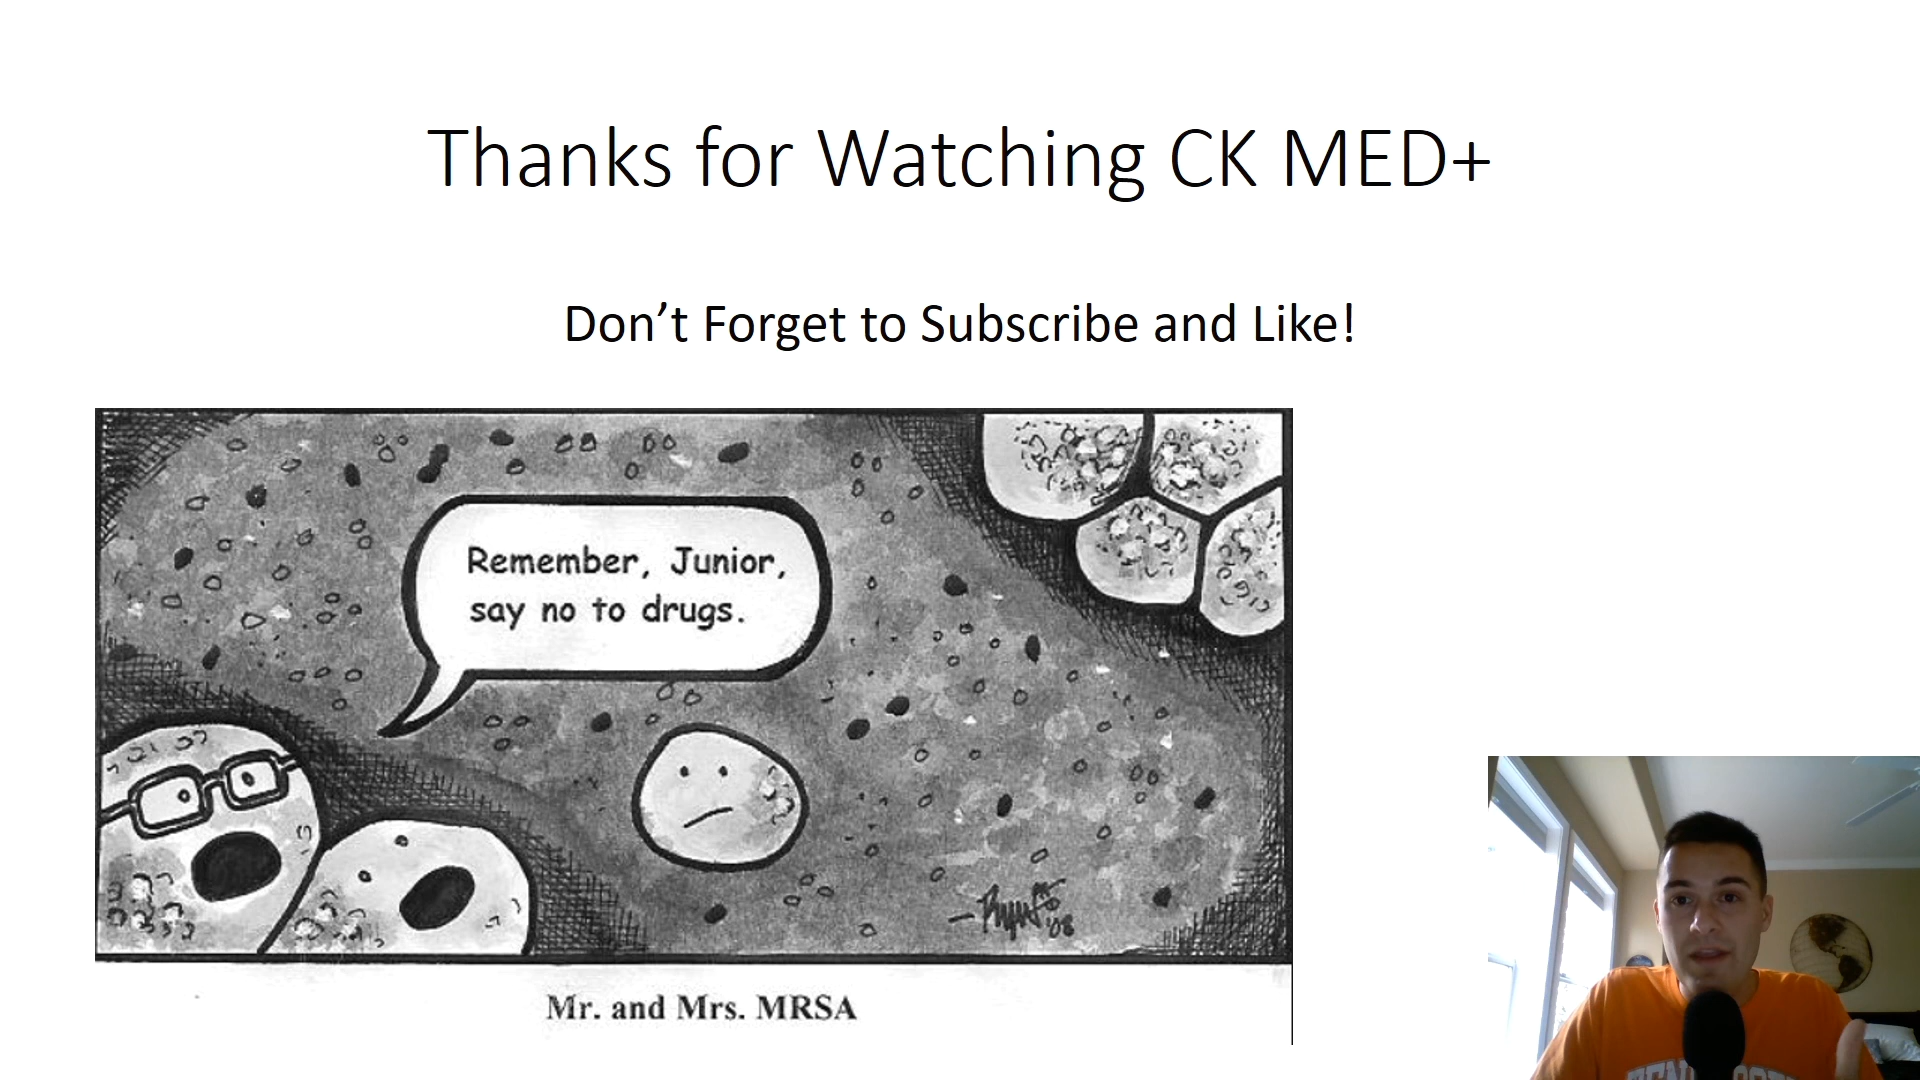 Thanks for Watching CK MED+
Don’t Forget to Subscribe and Like!
Remember, Junior,
say no to drugs.
'08
Mr. and Mrs. MRSA